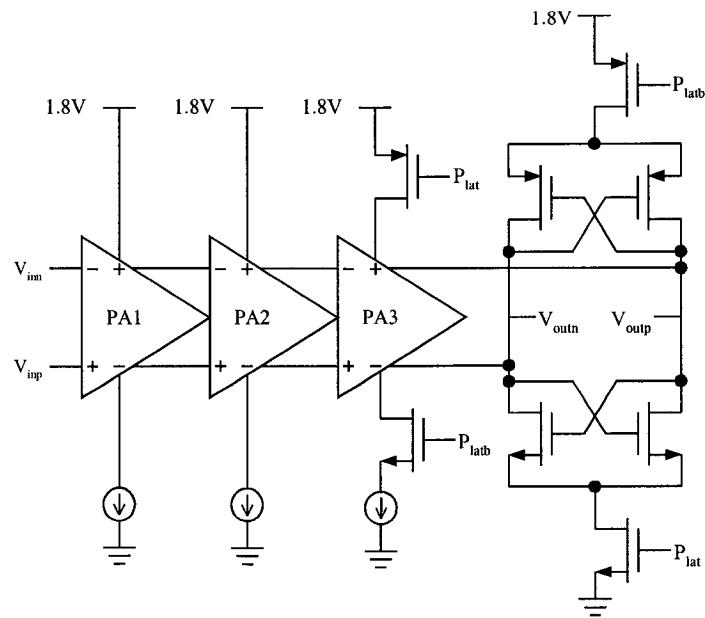 1.8V
P_latb
1.8V 1.8V 1.8V
P_lat
V_inn − + − + − +
PA1 PA2 PA3
V_outn V_outp
V_inp + − + − + −
P_latb
P_lat